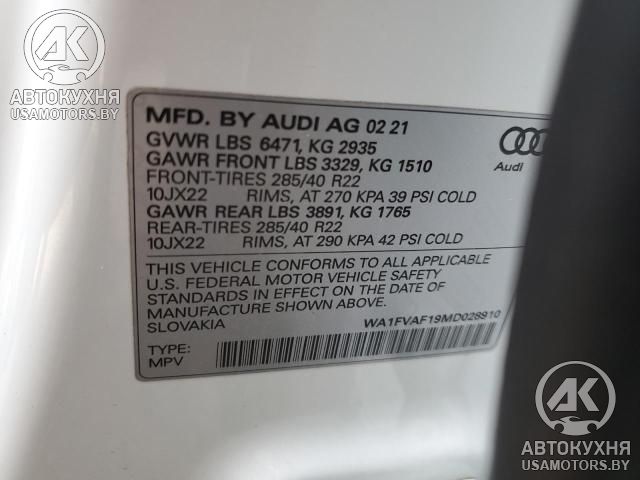 AK
АВТОКУХНЯ
USAMOTORS.BY
MFD. BY AUDI AG 02 21
GVWR LBS 6471, KG 2935
GAWR FRONT LBS 3329, KG 1510
FRONT-TIRES 285/40 R22
10JX22 RIMS, AT 270 KPA 39 PSI COLD
GAWR REAR LBS 3891, KG 1765
REAR-TIRES 285/40 R22
10JX22 RIMS, AT 290 KPA 42 PSI COLD
Audi
THIS VEHICLE CONFORMS TO ALL APPLICABLE
U.S. FEDERAL MOTOR VEHICLE SAFETY
STANDARDS IN EFFECT ON THE DATE OF
MANUFACTURE SHOWN ABOVE.
SLOVAKIA
WA1FVAF19MD028910
TYPE:
MPV
AK
АВТОКУХНЯ
USAMOTORS.BY